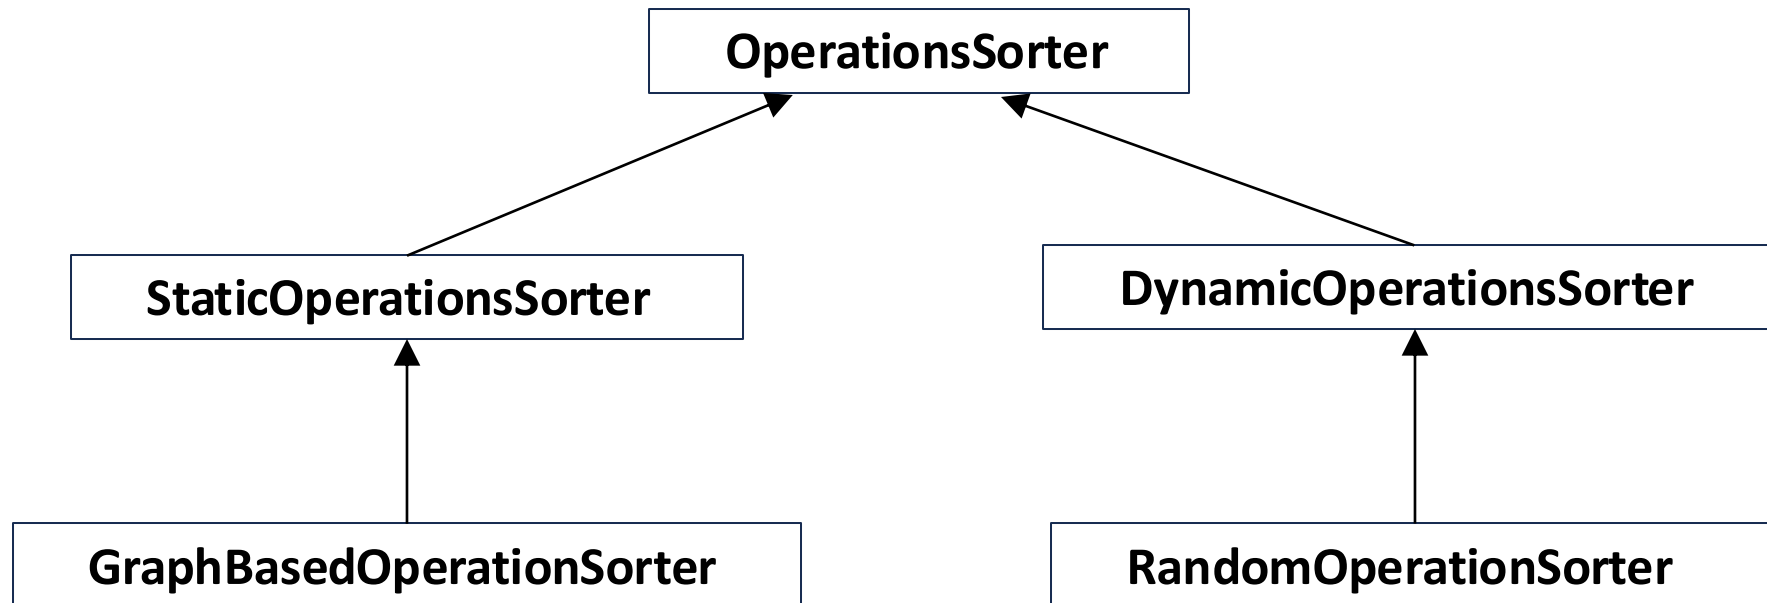 OperationsSorter
StaticOperationsSorter
DynamicOperationsSorter
GraphBasedOperationSorter
RandomOperationSorter